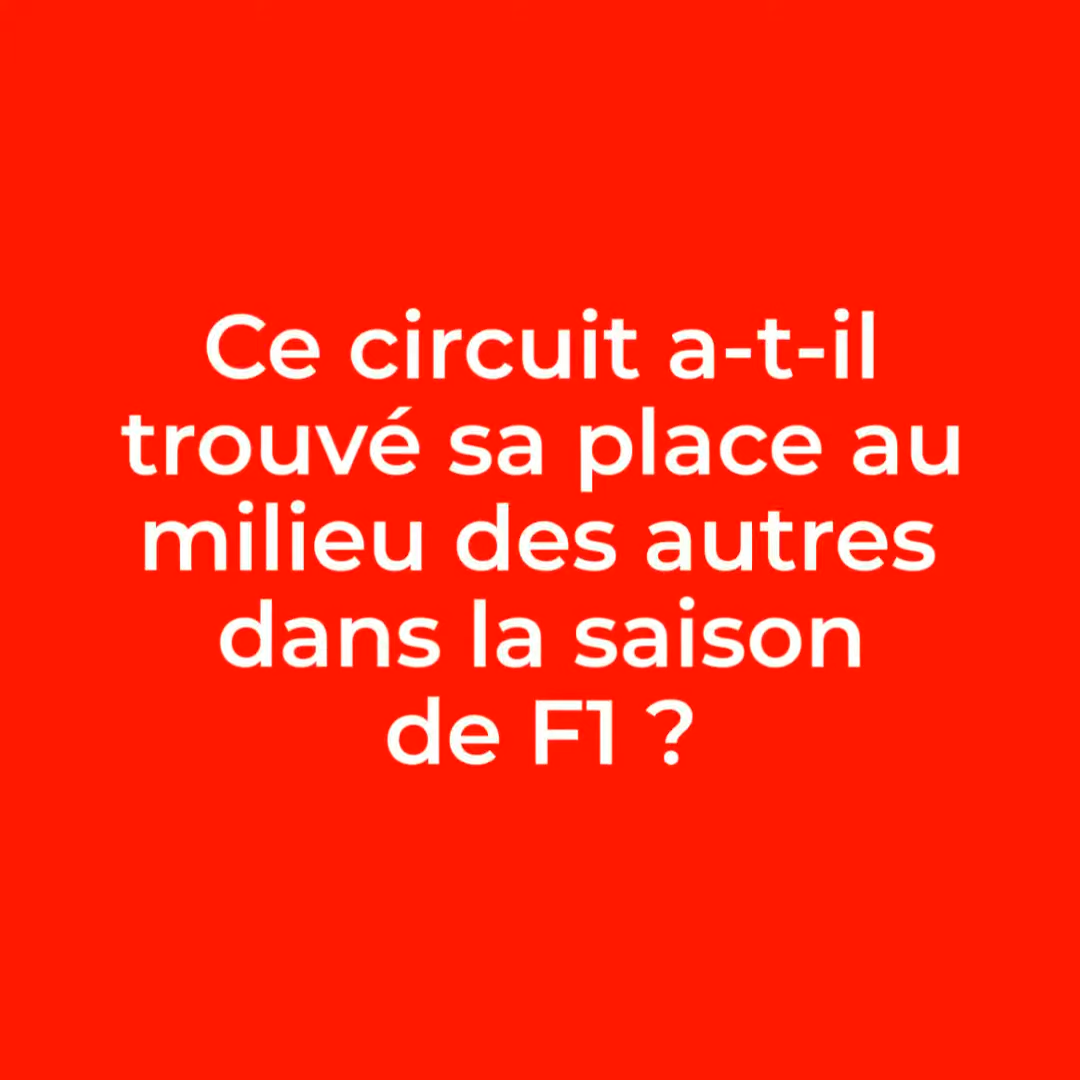 Ce circuit a-t-il
trouvé sa place au
milieu des autres
dans la saison
de F1 ?